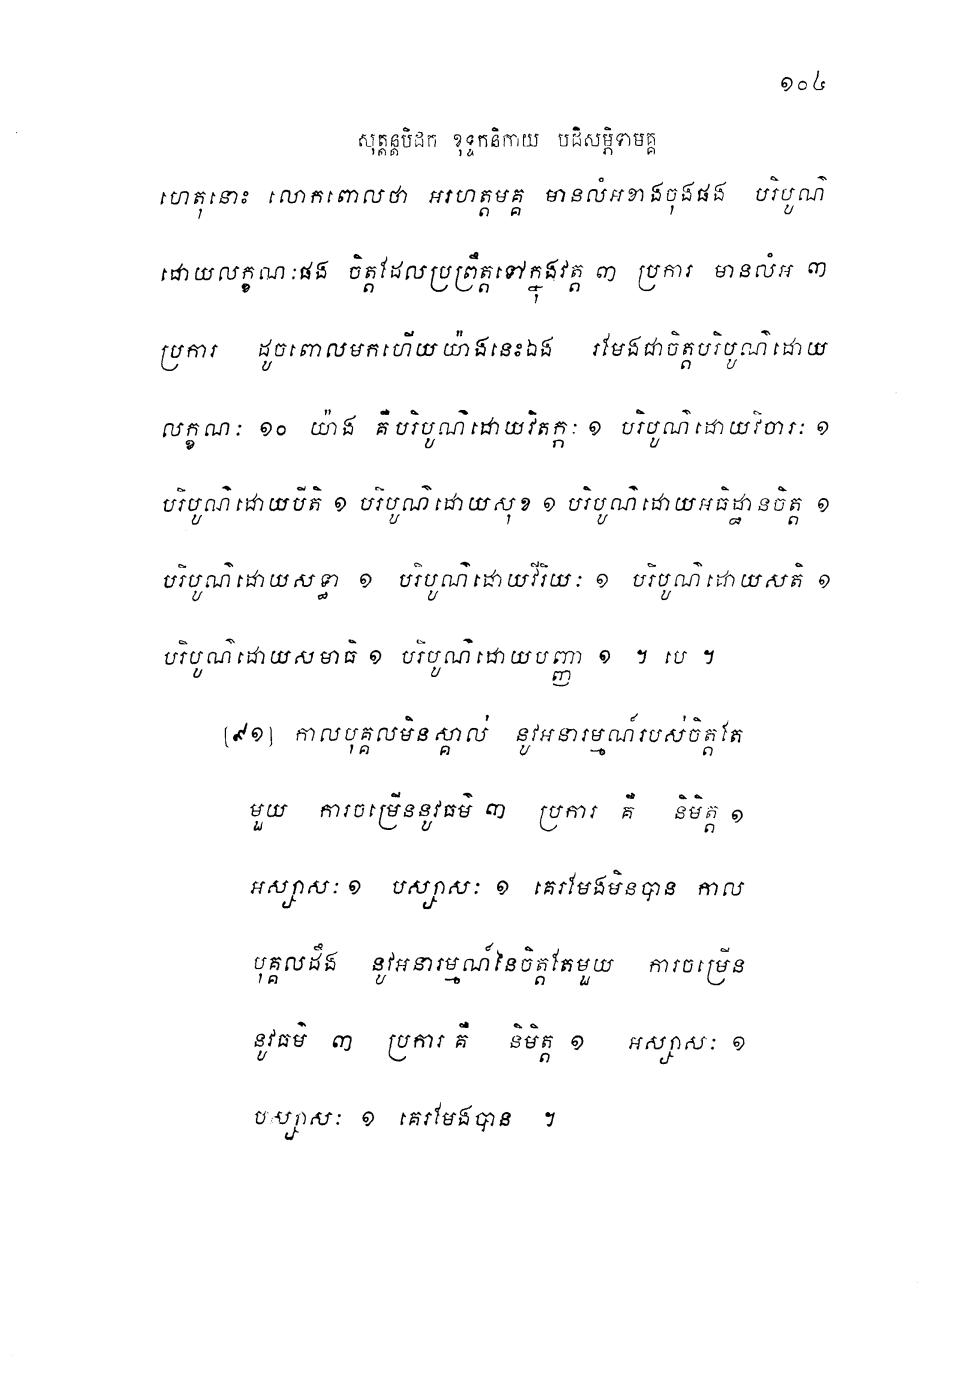 ១០៤
សុត្តន្តបិដក ខុទ្ទកនិកាយ បដិសម្ភិទាមគ្គ
ហេតុនោះ លោកពោលថា អរហត្តមគ្គ មានលំអខាងចុងផង បរិបូណ៌
ដោយលក្ខណៈផង ចិត្តដែលប្រព្រឹត្តទៅក្នុងវត្ត ៣ ប្រការ មានលំអ ៣
ប្រការ ដូចពោលមកហើយយ៉ាងនេះឯង រមែងជាចិត្តបរិបូណ៌ដោយ
លក្ខណៈ ១០ យ៉ាង គឺបរិបូណ៌ដោយវិតក្កៈ ១ បរិបូណ៌ដោយវិចារៈ ១
បរិបូណ៌ដោយបីតិ ១ បរិបូណ៌ដោយសុខ ១ បរិបូណ៌ដោយអធិដ្ឋានចិត្ត ១
បរិបូណ៌ដោយសទ្ធា ១ បរិបូណ៌ដោយវីរិយៈ ១ បរិបូណ៌ដោយសតិ ១
បរិបូណ៌ដោយសមាធិ ១ បរិបូណ៌ដោយបញ្ញា ១ ។ បេ ។
[៩១] កាលបុគ្គលមិនស្គាល់ នូវអនារម្មណ៍របស់ចិត្តតែ
មួយ ការចម្រើននូវធម៌ ៣ ប្រការ គឺ និមិត្ត ១
អស្សាសៈ ១ បស្សាសៈ ១ គេរមែងមិនបាន កាល
បុគ្គលដឹង នូវអនារម្មណ៍នៃចិត្តតែមួយ ការចម្រើន
នូវធម៌ ៣ ប្រការ គឺ និមិត្ត ១ អស្សាសៈ ១
បស្សាសៈ ១ គេរមែងបាន ។